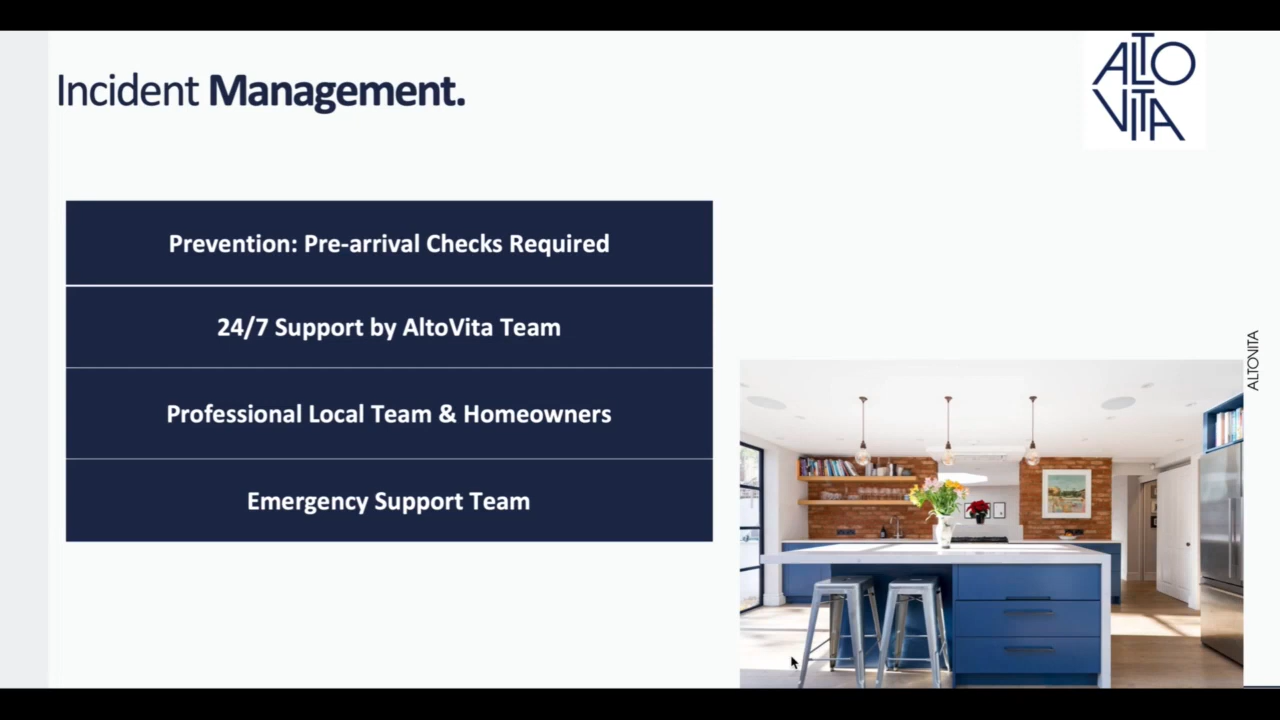 Incident Management.
ALTO
VITA
Prevention: Pre-arrival Checks Required
24/7 Support by AltoVita Team
Professional Local Team & Homeowners
Emergency Support Team
ALTOVITA